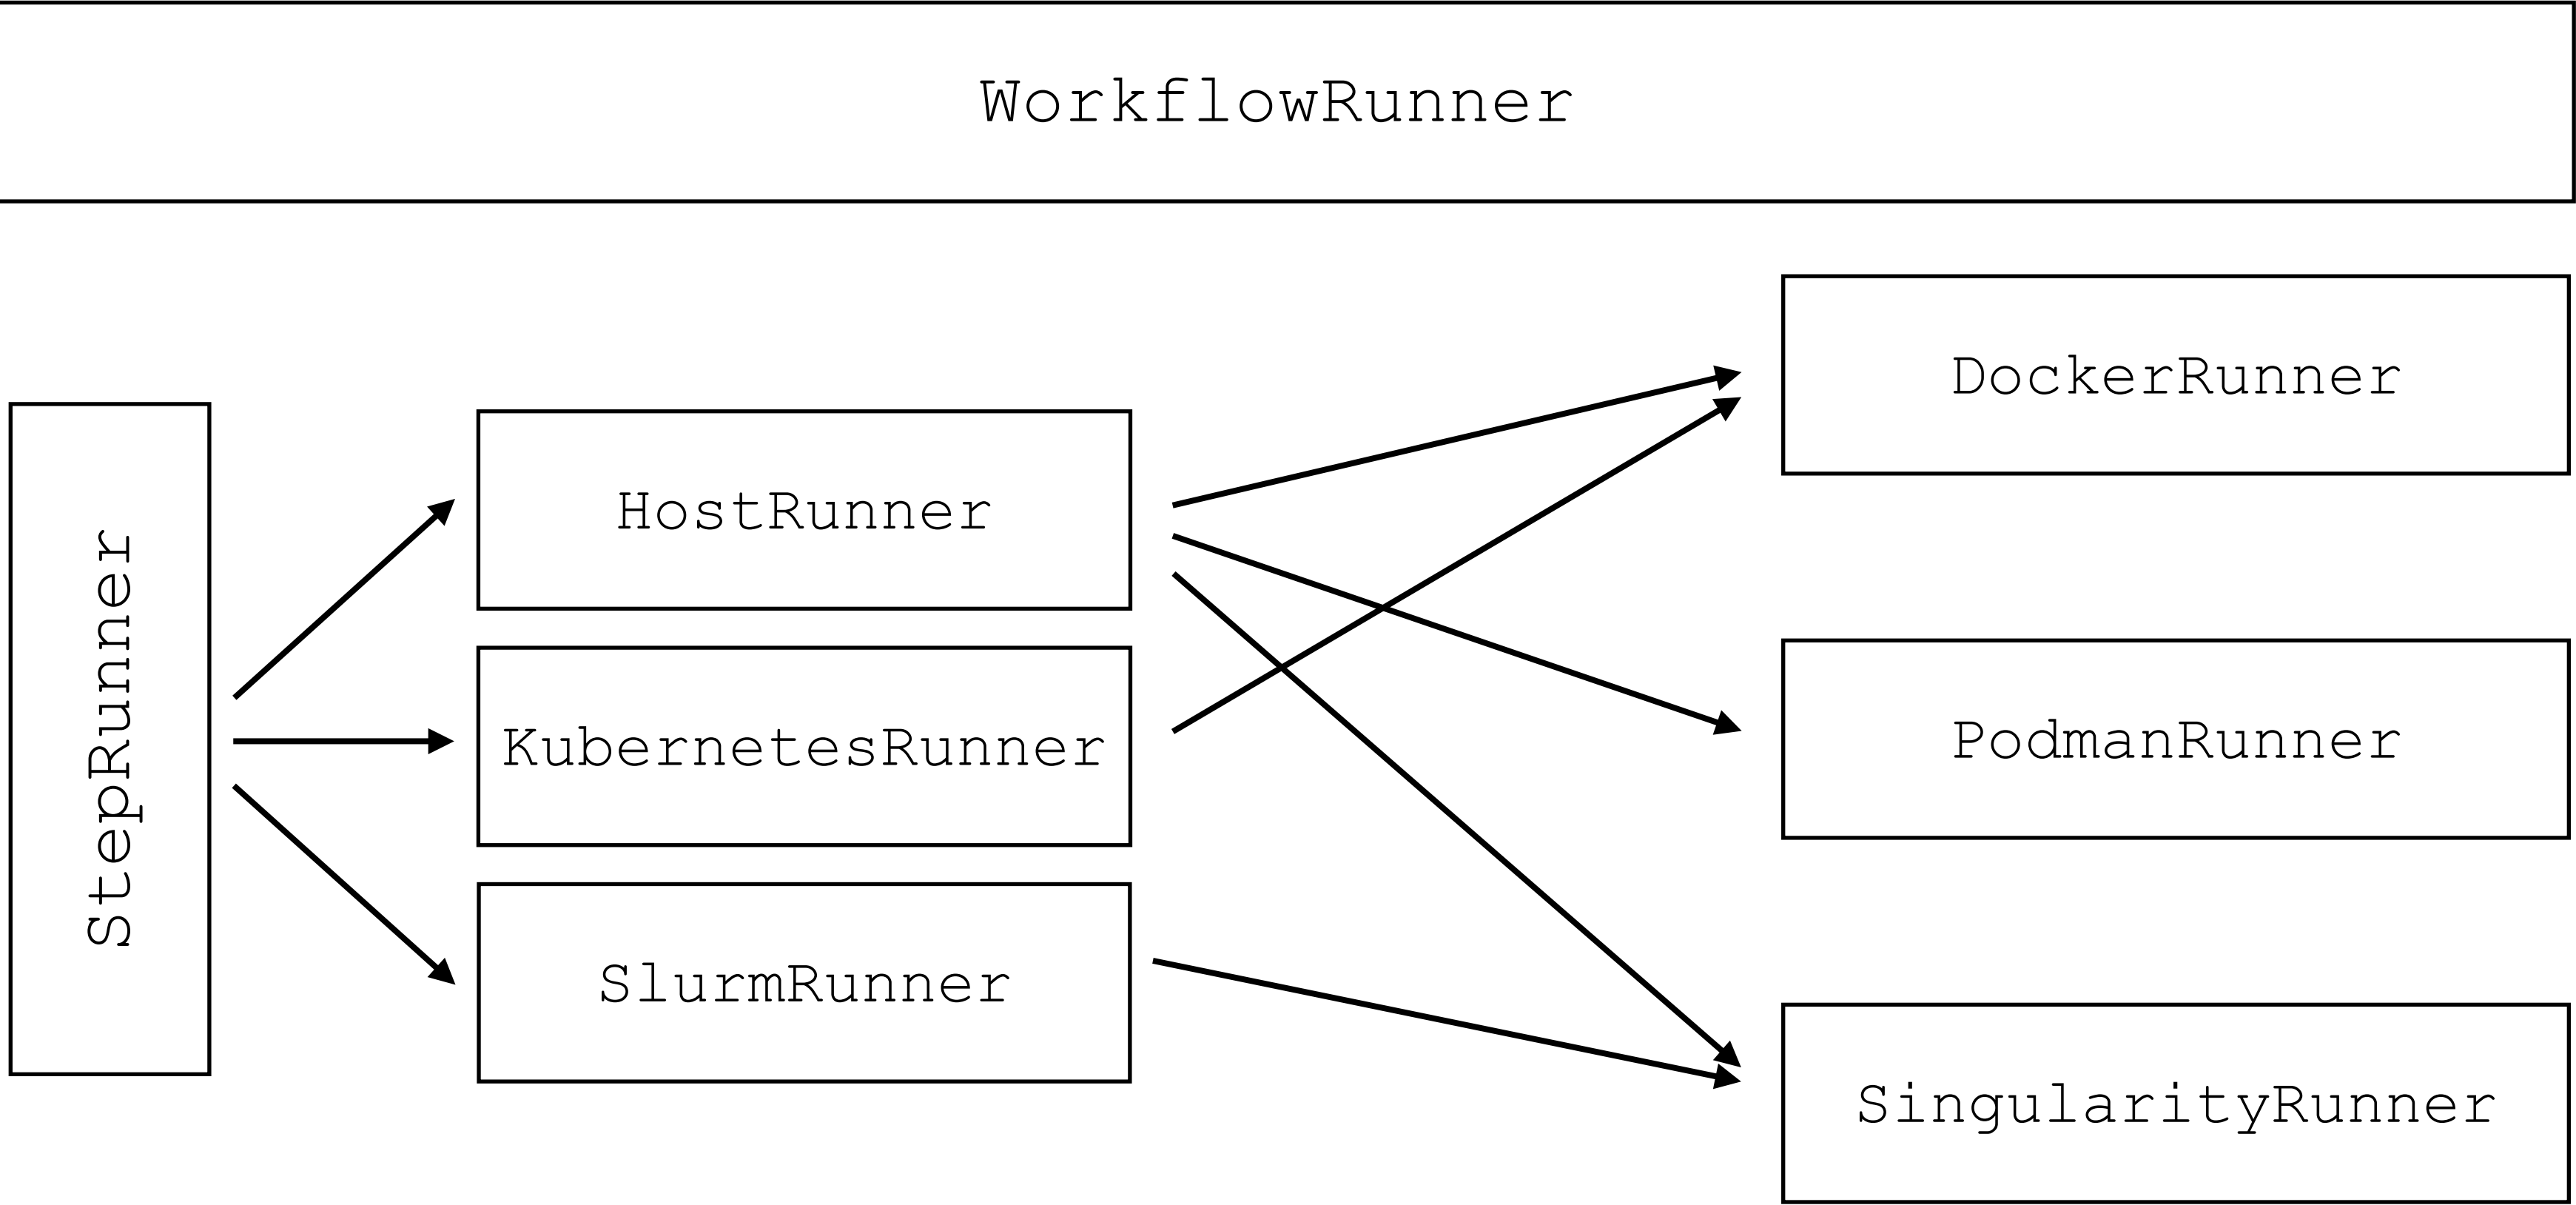 WorkflowRunner
StepRunner
HostRunner
KubernetesRunner
SlurmRunner
DockerRunner
PodmanRunner
SingularityRunner